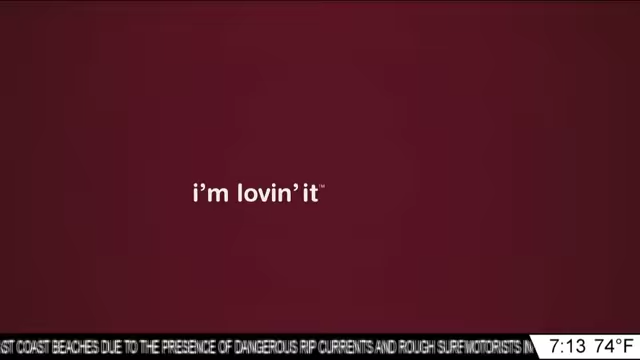 i'm lovin' it™
AST COAST BEACHES DUE TO THE PRESENCE OF DANGEROUS RIP CURRENTS AND ROUGH SURF MOTORISTS IN
7:13 74°F